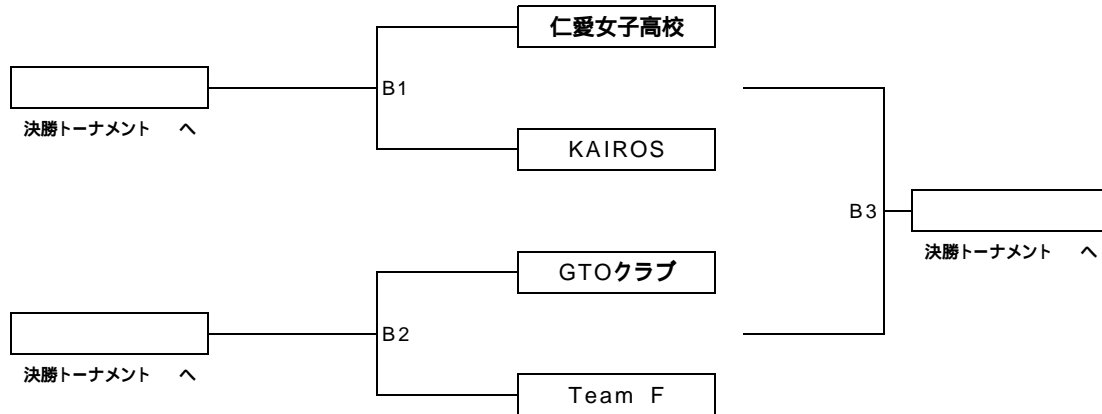 仁愛女子高校
B1
決勝トーナメント へ
KAIROS
B3
GTOクラブ
決勝トーナメント へ
B2
決勝トーナメント へ
Team F